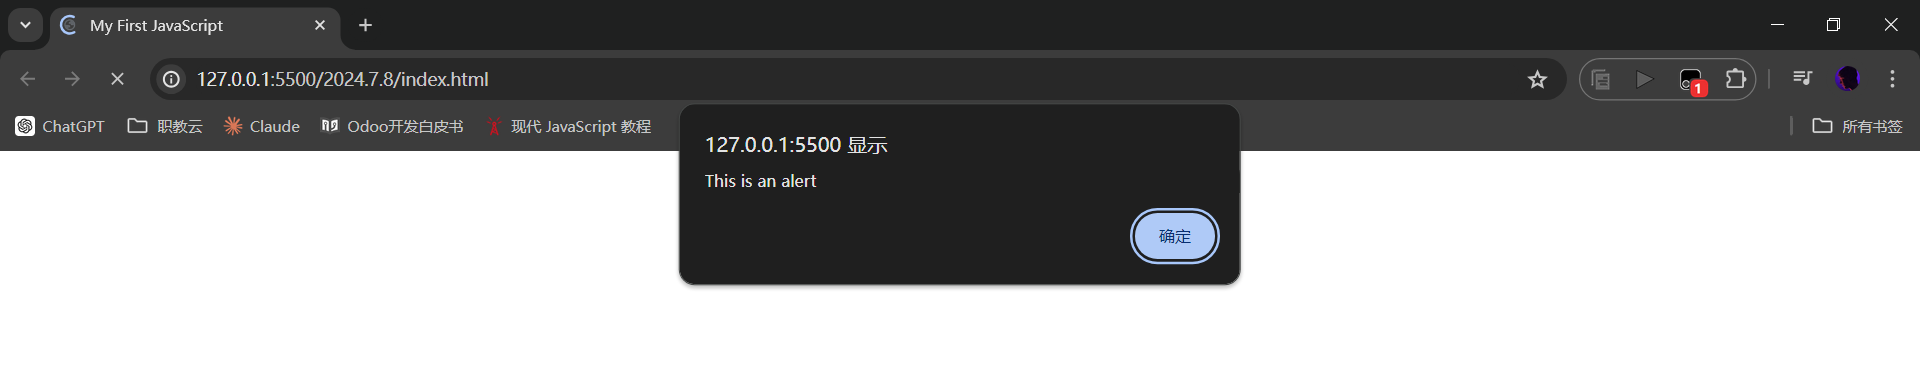 My First JavaScript
127.0.0.1:5500/2024.7.8/index.html
1
ChatGPT 职教云 Claude Odoo开发白皮书 现代 JavaScript 教程 所有书签
127.0.0.1:5500 显示
This is an alert
确定